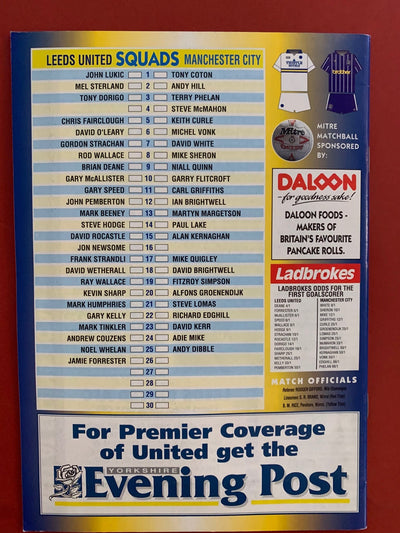 LEEDS UNITED SQUADS MANCHESTER CITY
JOHN LUKIC 1 TONY COTON
MEL STERLAND 2 ANDY HILL
TONY DORIGO 3 TERRY PHELAN
4 STEVE McMAHON
CHRIS FAIRCLOUGH 5 KEITH CURLE
DAVID O'LEARY 6 MICHEL VONK
GORDON STRACHAN 7 DAVID WHITE
ROD WALLACE 8 MIKE SHERON
BRIAN DEANE 9 NIALL QUINN
GARY McALLISTER 10 GARRY FLITCROFT
GARY SPEED 11 CARL GRIFFITHS
JOHN PEMBERTON 12 IAN BRIGHTWELL
MARK BEENEY 13 MARTYN MARGETSON
STEVE HODGE 14 PAUL LAKE
DAVID ROCASTLE 15 ALAN KERNAGHAN
JON NEWSOME 16
FRANK STRANDLI 17 MIKE QUIGLEY
DAVID WETHERALL 18 DAVID BRIGHTWELL
RAY WALLACE 19 FITZROY SIMPSON
KEVIN SHARP 20 ALFONS GROENENDIJK
MARK HUMPHRIES 21 STEVE LOMAS
GARY KELLY 22 RICHARD EDGHILL
MARK TINKLER 23 DAVID KERR
ANDREW COUZENS 24 ADIE MIKE
NOEL WHELAN 25 ANDY DIBBLE
JAMIE FORRESTER 26
27
28
29
30
brother
Mitre
MITRE
MATCHBALL
SPONSORED
BY:
DALOON
-for goodness sake!
DALOON FOODS -
MAKERS OF
BRITAIN'S FAVOURITE
PANCAKE ROLLS.
Ladbrokes
LADBROKES ODDS FOR THE
FIRST GOALSCORER
LEEDS UNITED MANCHESTER CITY
MATCH OFFICIALS
For Premier Coverage
of United get the
YORKSHIRE
Evening Post